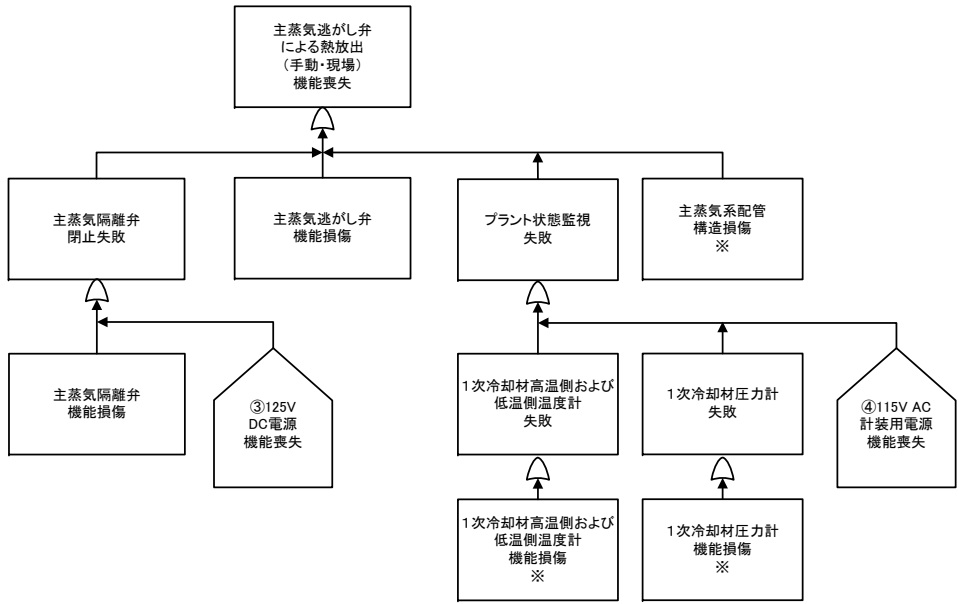 主蒸気逃がし弁
による熱放出
(手動・現場)
機能喪失
主蒸気隔離弁
閉止失敗
主蒸気逃がし弁
機能損傷
プラント状態監視
失敗
主蒸気系配管
構造損傷
※
主蒸気隔離弁
機能損傷
③125V
DC電源
機能喪失
1次冷却材高温側および
低温側温度計
失敗
1次冷却材圧力計
失敗
④115V AC
計装用電源
機能喪失
1次冷却材高温側および
低温側温度計
機能損傷
※
1次冷却材圧力計
機能損傷
※